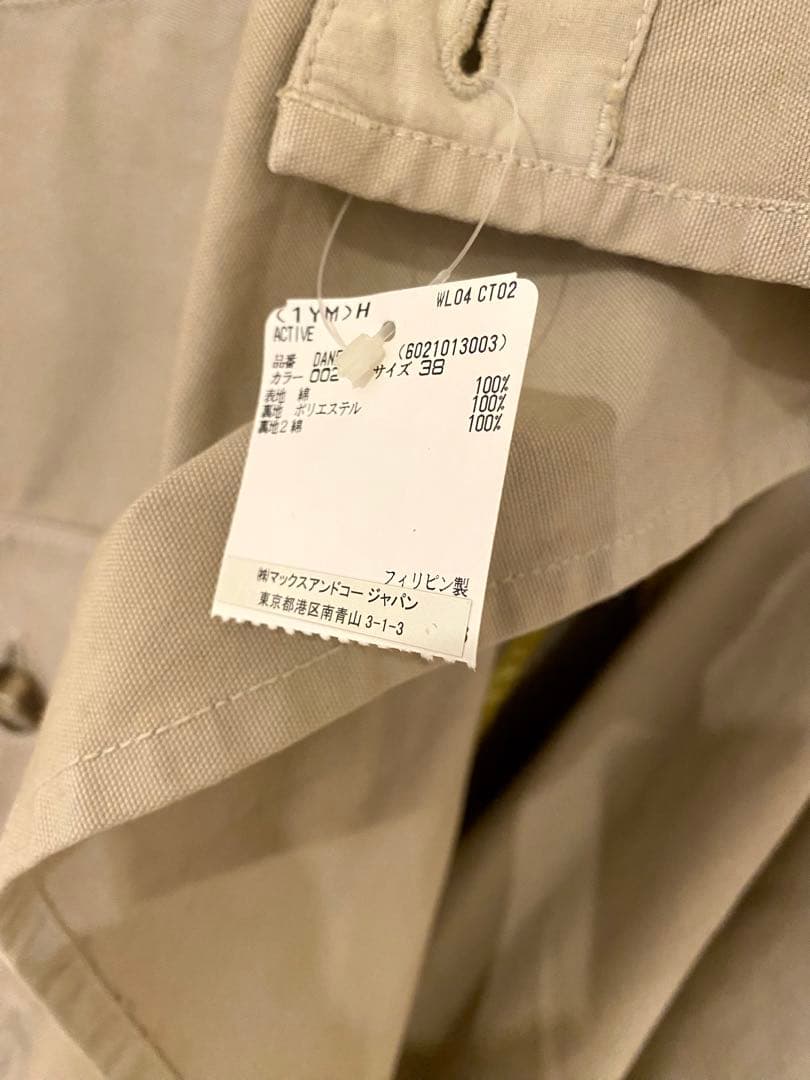 (1YM)H WL04 CT02
ACTIVE
品番 (6021013003)
カラー サイズ 38
表地 綿 100%
裏地 ポリエステル 100%
裏地2 綿 100%
フィリピン製
㈱マックスアンドコー ジャパン
東京都港区南青山 3-1-3